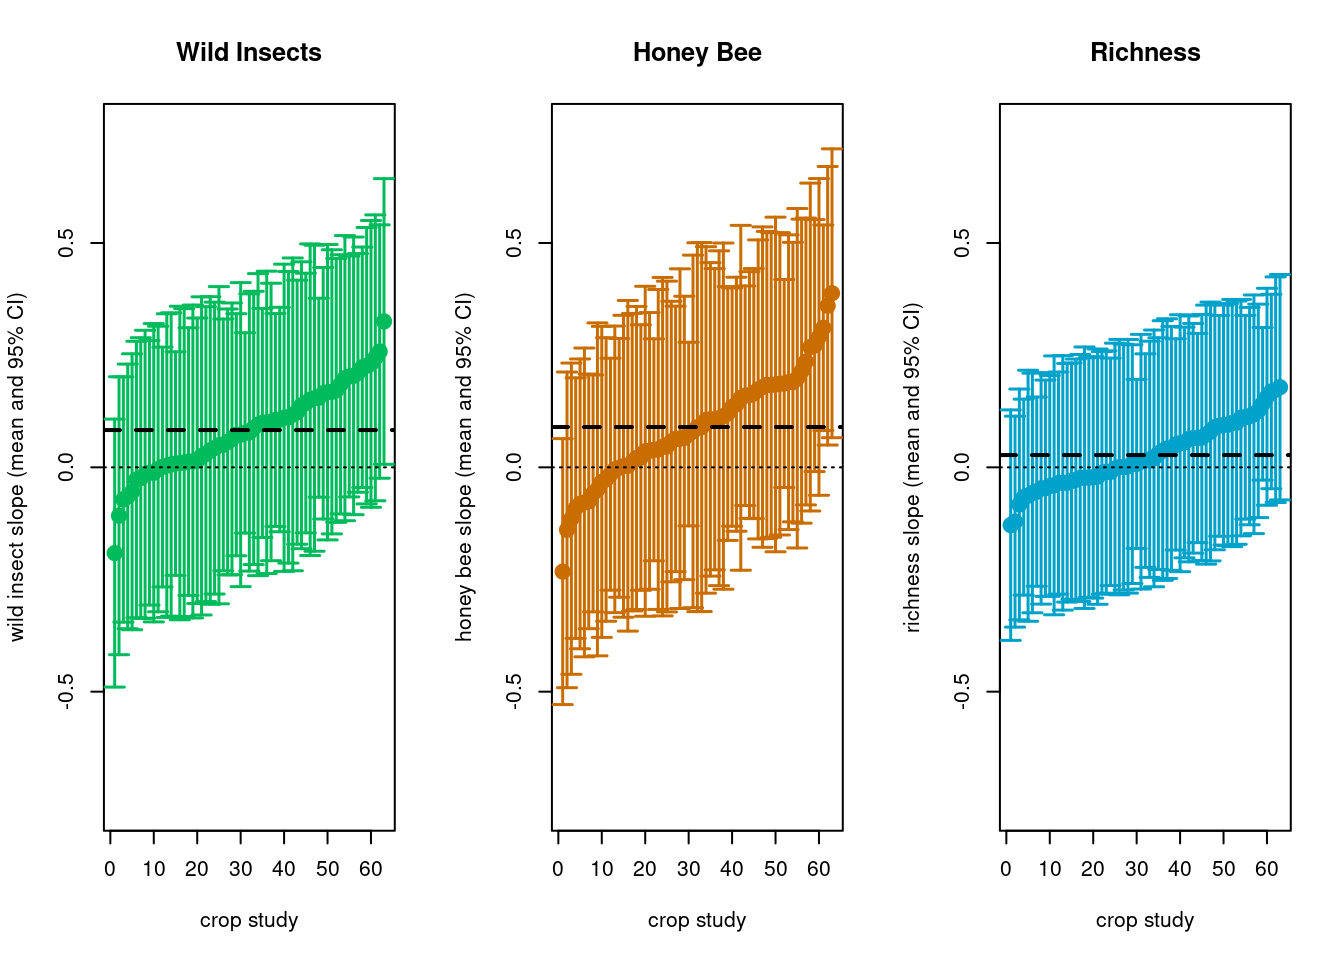 Wild Insects
wild insect slope (mean and 95% CI)
0.5
0.0
-0.5
0 10 20 30 40 50 60
crop study
Honey Bee
honey bee slope (mean and 95% CI)
0.5
0.0
-0.5
0 10 20 30 40 50 60
crop study
Richness
richness slope (mean and 95% CI)
0.5
0.0
-0.5
0 10 20 30 40 50 60
crop study